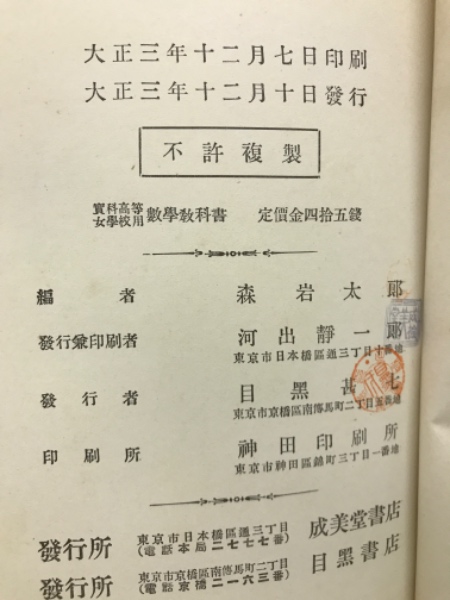 大正三年十二月七日印刷
大正三年十二月十日發行
不許複製
實科高等
女學校用 數學敎科書 定價金四拾五錢
編者 森岩太郞
發行兼印刷者 河出靜一郞
東京市日本橋區通三丁目十番地
發行者 目黑甚七
東京市京橋區南傳馬町二丁目五番地
印刷所 神田印刷所
東京市神田區錦町三丁目一番地
發行所 東京市日本橋區通三丁目
(電話本局二七七七番) 成美堂書店
發行所 東京市京橋區南傳馬町二丁目
(電話京橋二一六三番) 目黑書店